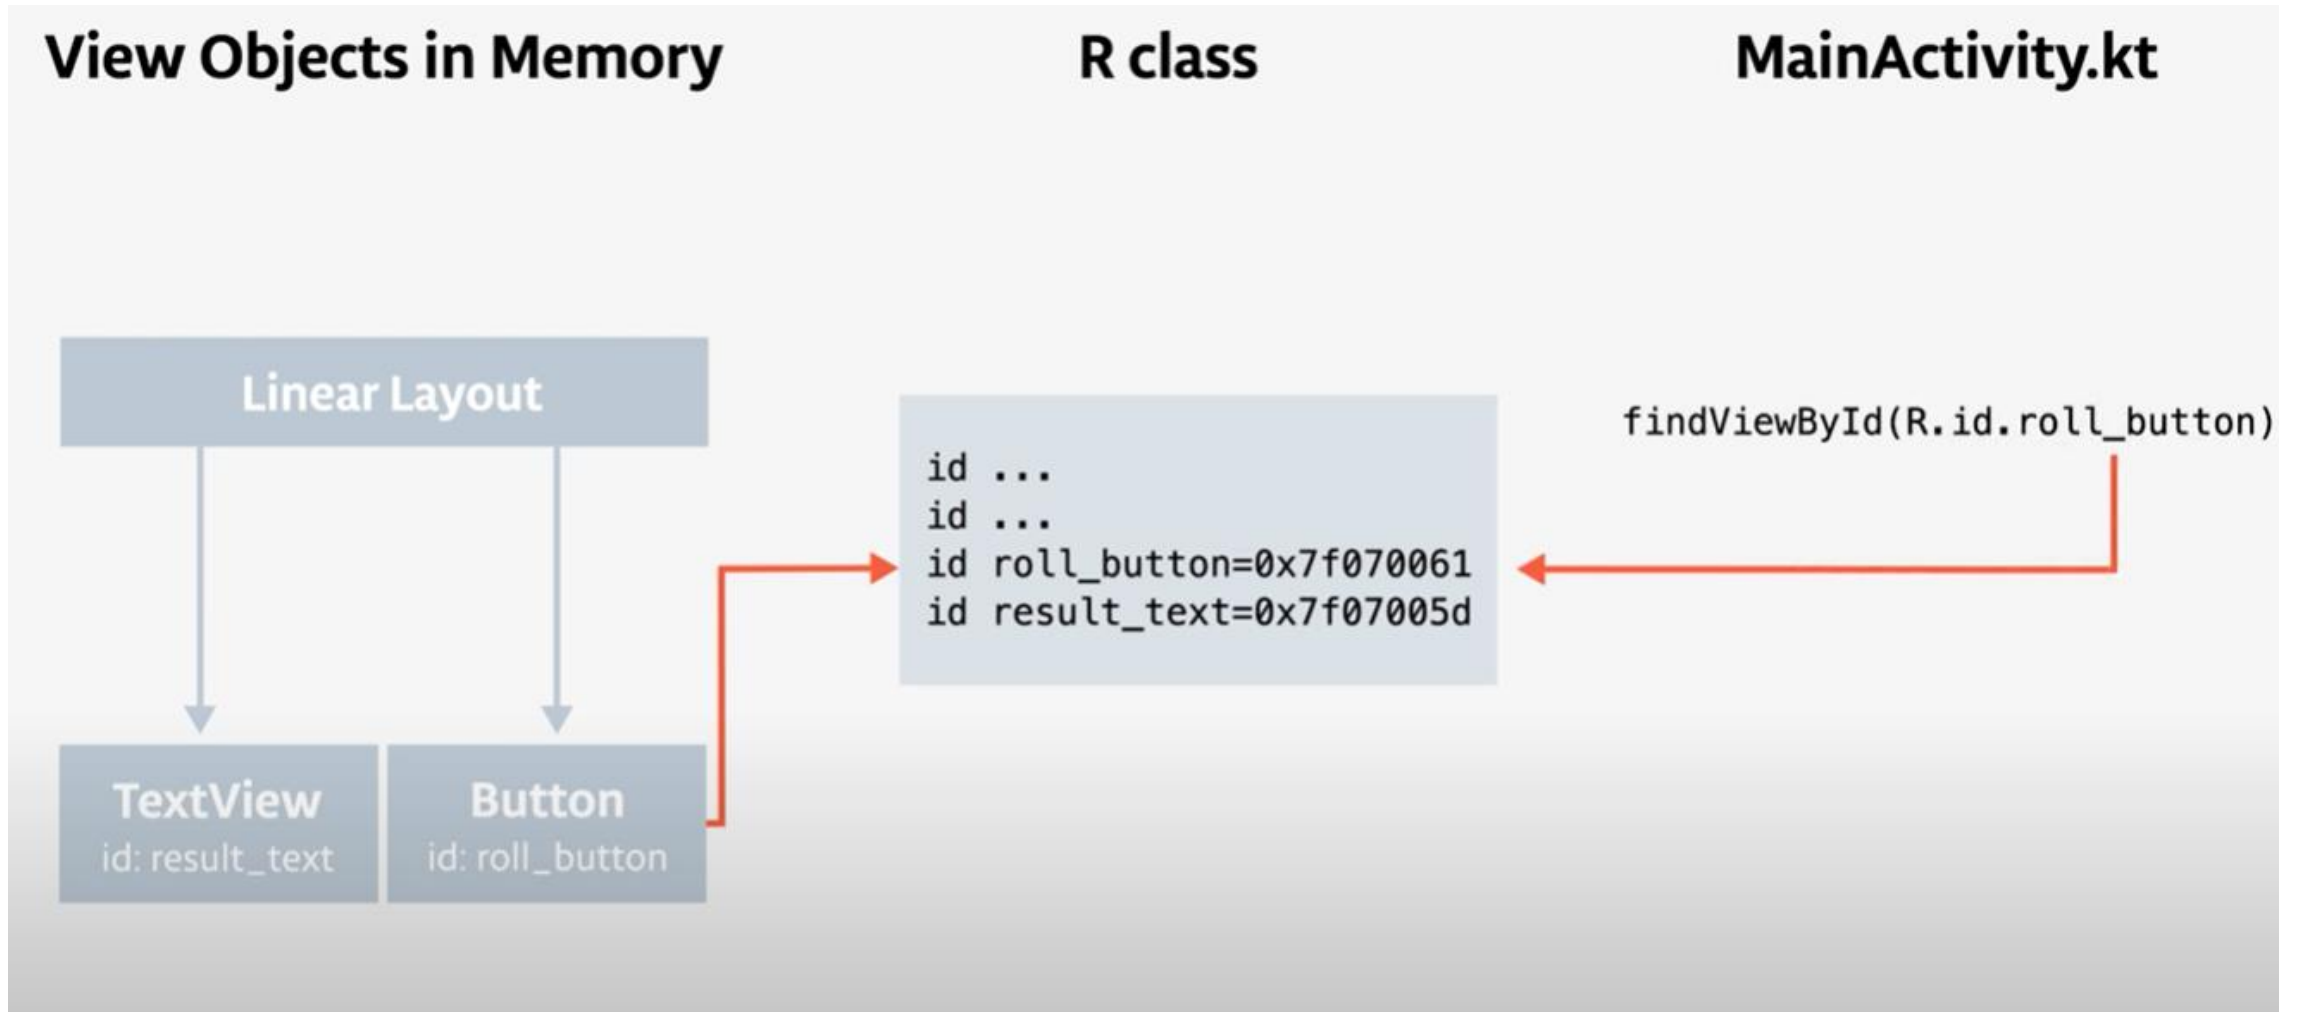 View Objects in Memory
R class
MainActivity.kt
Linear Layout
TextView
id: result_text
Button
id: roll_button
id ...
id ...
id roll_button=0x7f070061
id result_text=0x7f07005d
findViewById(R.id.roll_button)